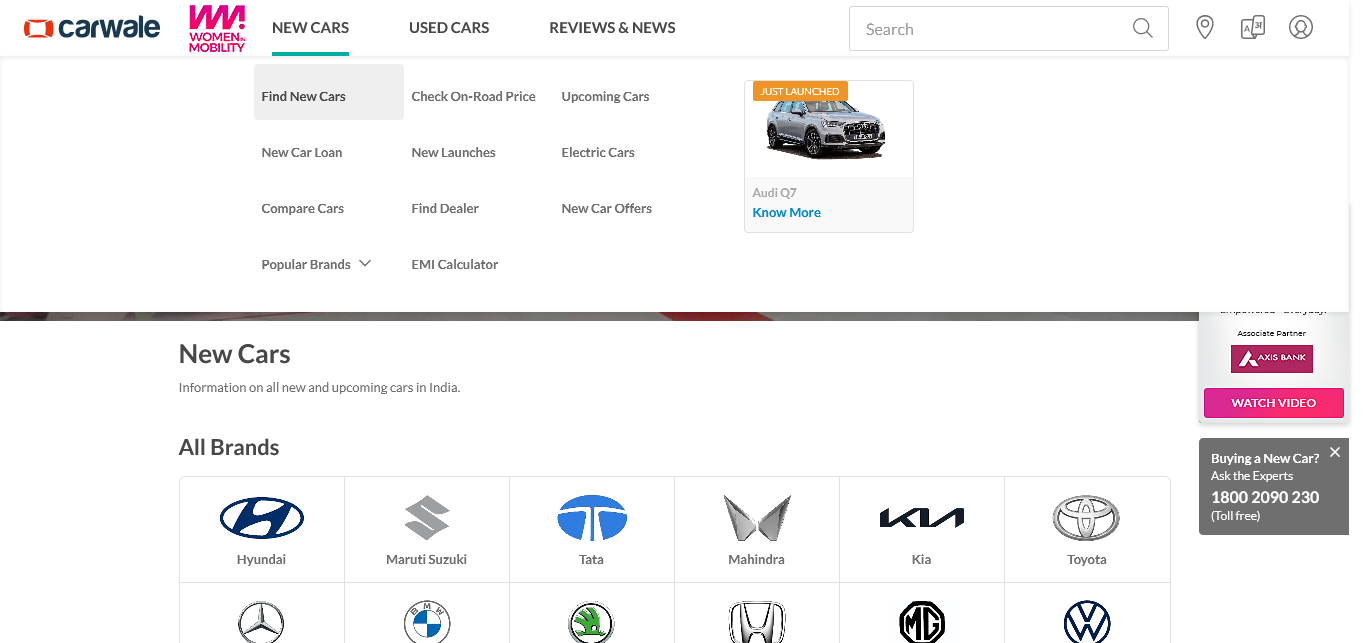 carwale
WM!
WOMEN IN
MOBILITY
NEW CARS
USED CARS
REVIEWS & NEWS
Search
Find New Cars
Check On-Road Price
Upcoming Cars
New Car Loan
New Launches
Electric Cars
Compare Cars
Find Dealer
New Car Offers
Popular Brands
EMI Calculator
JUST LAUNCHED
Audi Q7
Know More
Associate Partner
AXIS BANK
WATCH VIDEO
New Cars
Information on all new and upcoming cars in India.
All Brands
Hyundai
Maruti Suzuki
Tata
Mahindra
KIA
Kia
Toyota
BMW
MG
Buying a New Car?
Ask the Experts
1800 2090 230
(Toll free)